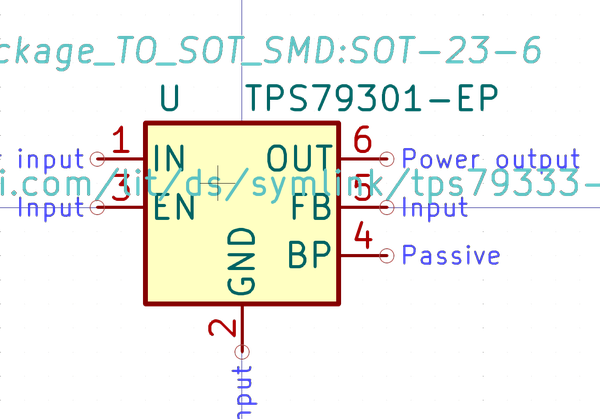 ckage_TO_SOT_SMD:SOT-23-6
U TPS79301-EP
input 1 IN OUT 6 Power output
i.com/lit/ds/symlink/tps79333-
Input 3 EN FB 5 Input
GND BP 4 Passive
2
nput